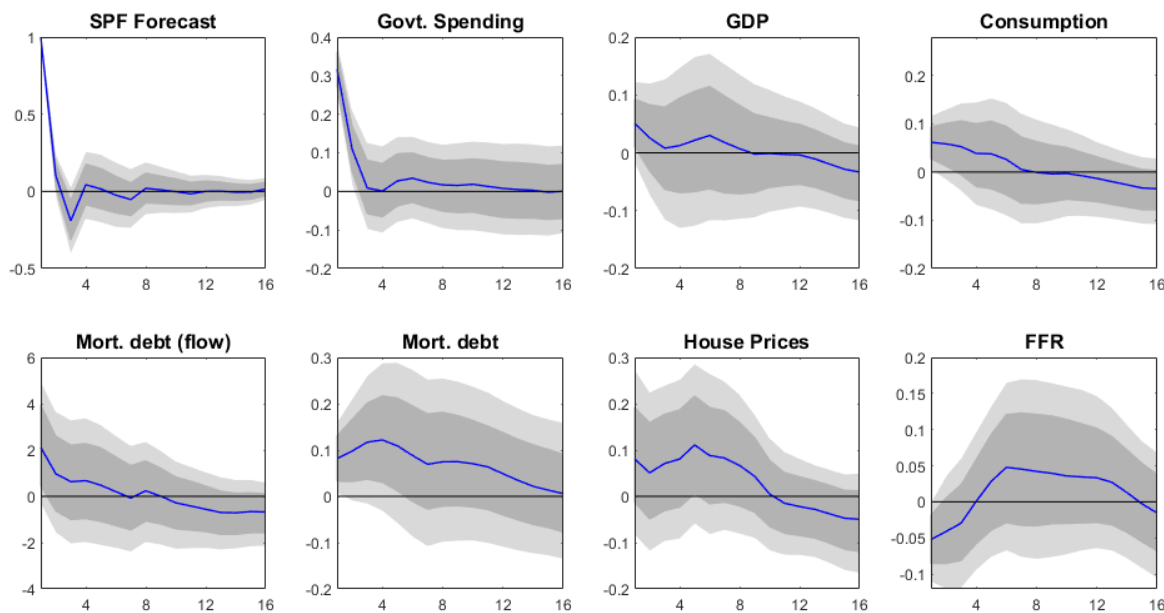 SPF Forecast
1
0.5
0
-0.5
4 8 12 16
Govt. Spending
0.4
0.3
0.2
0.1
0
-0.1
-0.2
4 8 12 16
GDP
0.2
0.1
0
-0.1
0.2
4 8 12 16
Consumption
0.2
0.1
0
-0.1
-0.2
4 8 12 16
Mort. debt (flow)
6
4
2
0
-2
-4
4 8 12 16
Mort. debt
0.3
0.2
0.1
0
-0.1
-0.2
4 8 12 16
House Prices
0.3
0.2
0.1
0
-0.1
-0.2
4 8 12 16
FFR
0.2
0.15
0.1
0.05
0
-0.05
-0.1
4 8 12 16